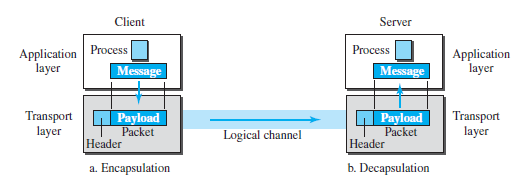 Client
Server
Application
layer
Process
Message
Process
Message
Application
layer
Transport
layer
Payload
Packet
Header
Logical channel
Payload
Packet
Header
Transport
layer
a. Encapsulation
b. Decapsulation